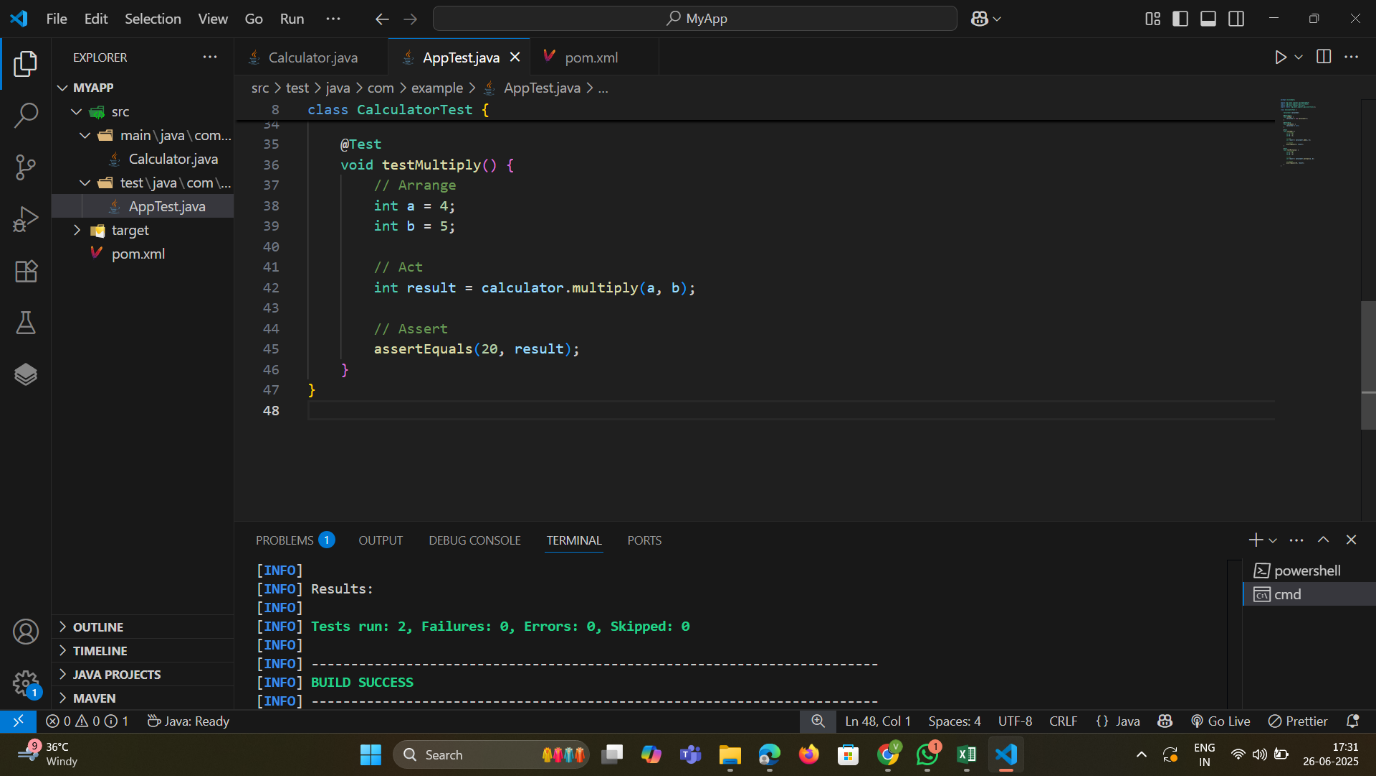 File Edit Selection View Go Run ··· MyApp
EXPLORER ···
Calculator.java AppTest.java pom.xml
MYAPP
src
main\java\com...
Calculator.java
test\java\com\...
AppTest.java
target
pom.xml
src > test > java > com > example > AppTest.java > ...
8 class CalculatorTest {
34
35 @Test
36 void testMultiply() {
37 // Arrange
38 int a = 4;
39 int b = 5;
40
41 // Act
42 int result = calculator.multiply(a, b);
43
44 // Assert
45 assertEquals(20, result);
46 }
47 }
48
PROBLEMS 1 OUTPUT DEBUG CONSOLE TERMINAL PORTS
[INFO]
[INFO] Results:
[INFO]
[INFO] Tests run: 2, Failures: 0, Errors: 0, Skipped: 0
[INFO]
[INFO] ------------------------------------------------------------------------
[INFO] BUILD SUCCESS
[INFO] ------------------------------------------------------------------------
powershell
cmd
OUTLINE
TIMELINE
JAVA PROJECTS
MAVEN
1
0 0 1 Java: Ready Ln 48, Col 1 Spaces: 4 UTF-8 CRLF {} Java Go Live Prettier
9 36°C
Windy
Search
V
1
ENG
IN
17:31
26-06-2025